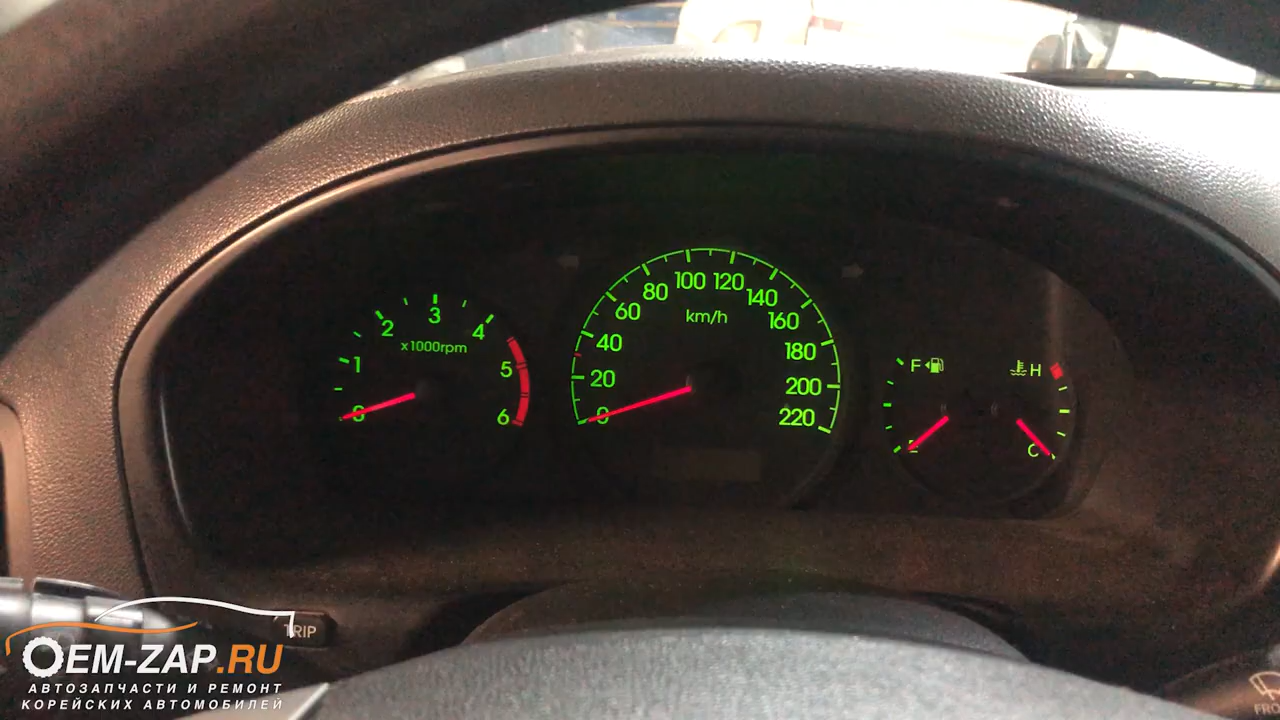 100 120
80 140
60 160
3
2 4
km/h
40 180
x1000rpm
1 5
F H
20 200
0 6
0 220
E C
TRIP
OEM-ZAP.RU
АВТОЗАПЧАСТИ И РЕМОНТ
КОРЕЙСКИХ АВТОМОБИЛЕЙ
FRO